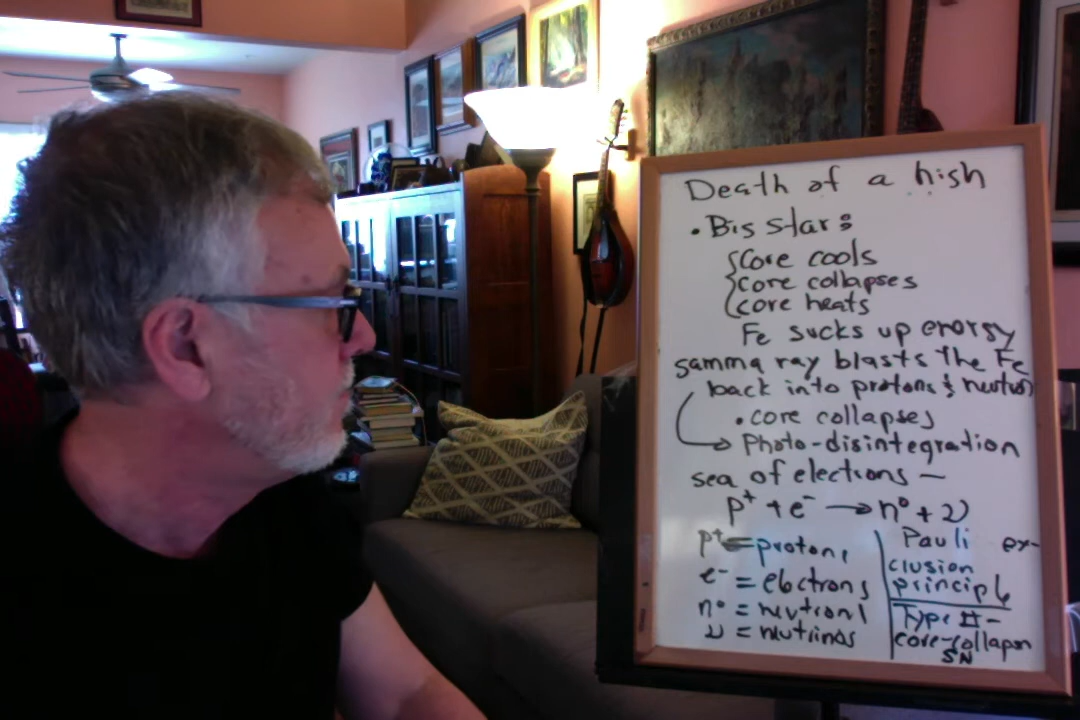 Death of a high
• Big star:
{Core cools
core collapses
core heats
Fe sucks up energy
gamma ray blasts the Fe
back into protons & neutrons
• core collapses
→ Photo-disintegration
sea of electrons —
p⁺ + e⁻ → n⁰ + ν
p⁺ = protons
e⁻ = electrons
n⁰ = neutrons
ν = neutrinos
Pauli ex-
clusion
principle
Type II -
core-collapse
SN